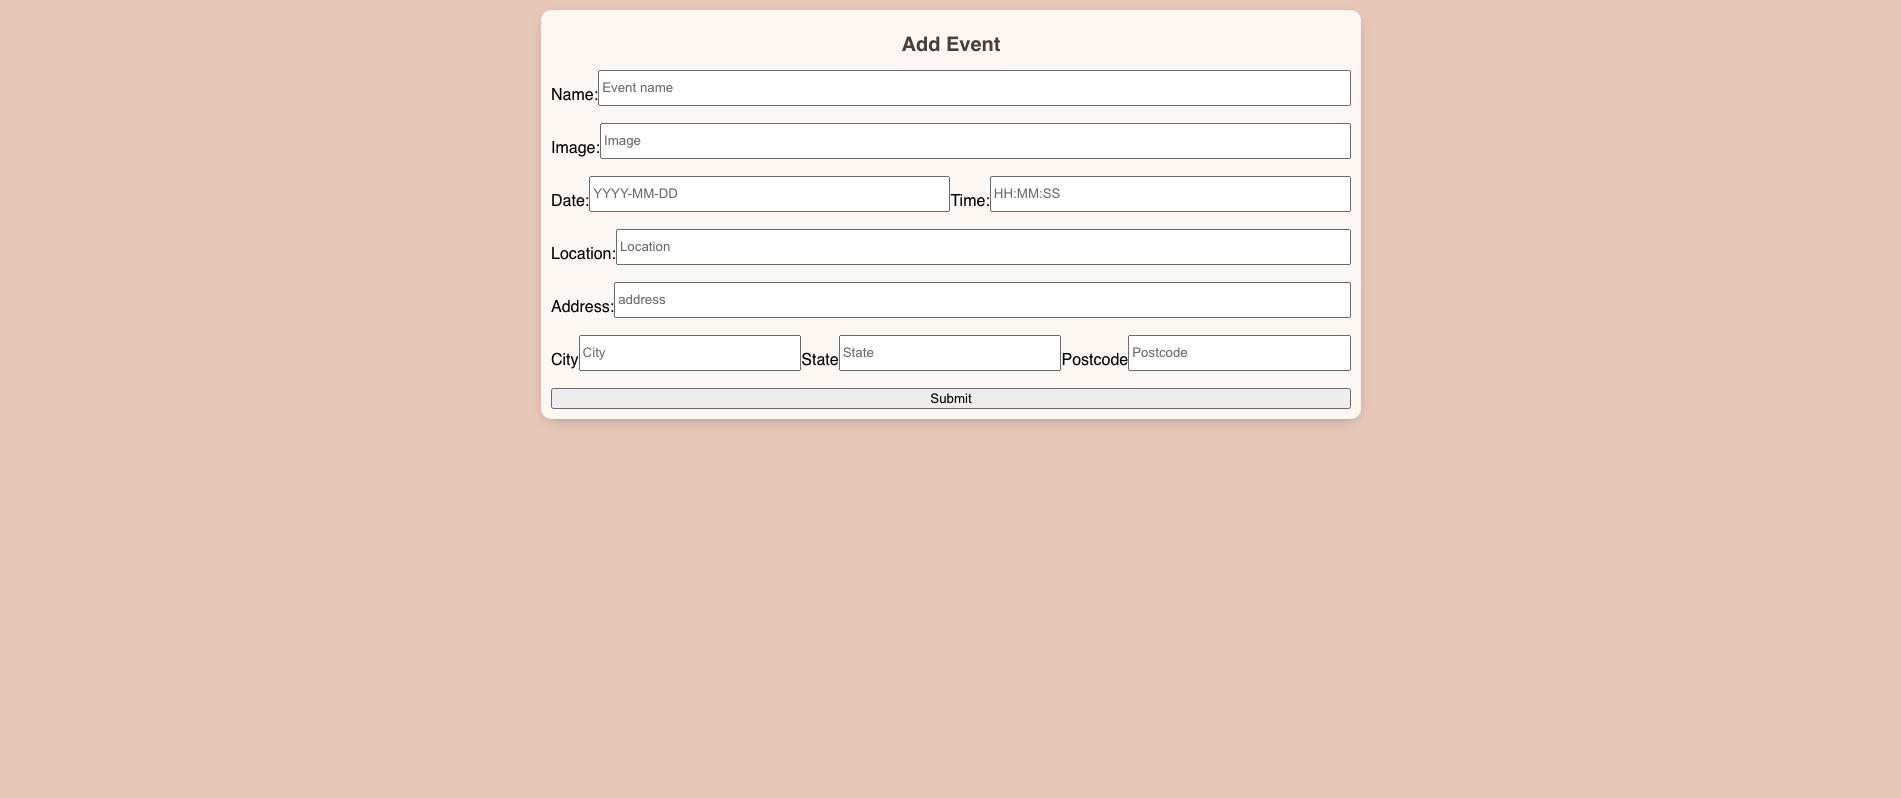 Add Event
Name: Event name
Image: Image
Date: YYYY-MM-DD Time: HH:MM:SS
Location: Location
Address: address
City City State State Postcode Postcode
Submit